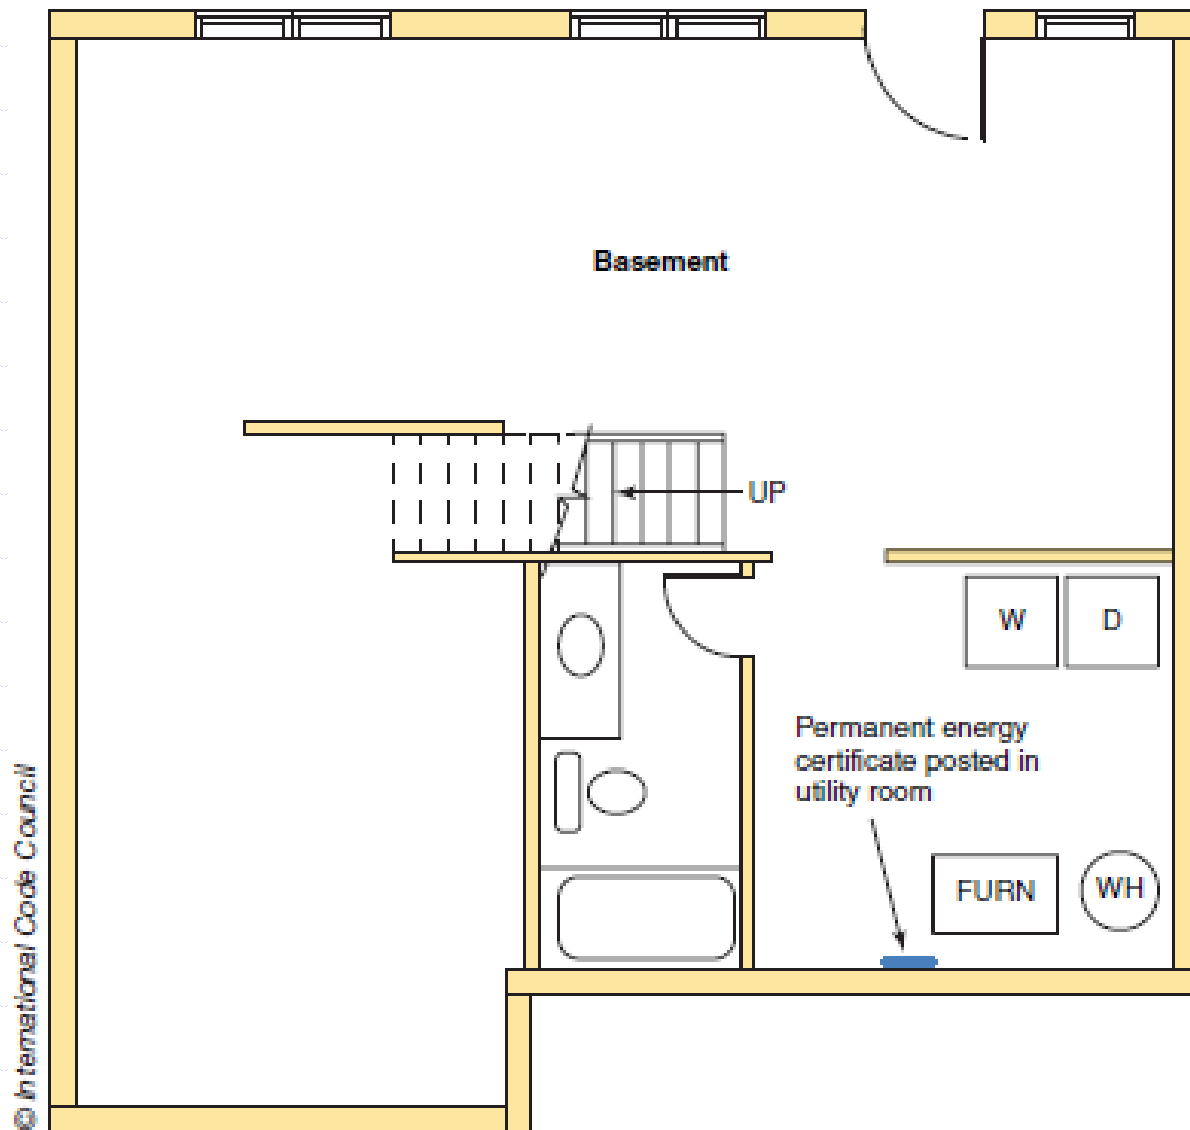 Basement
UP
W
D
Permanent energy
certificate posted in
utility room
FURN
WH
© International Code Council